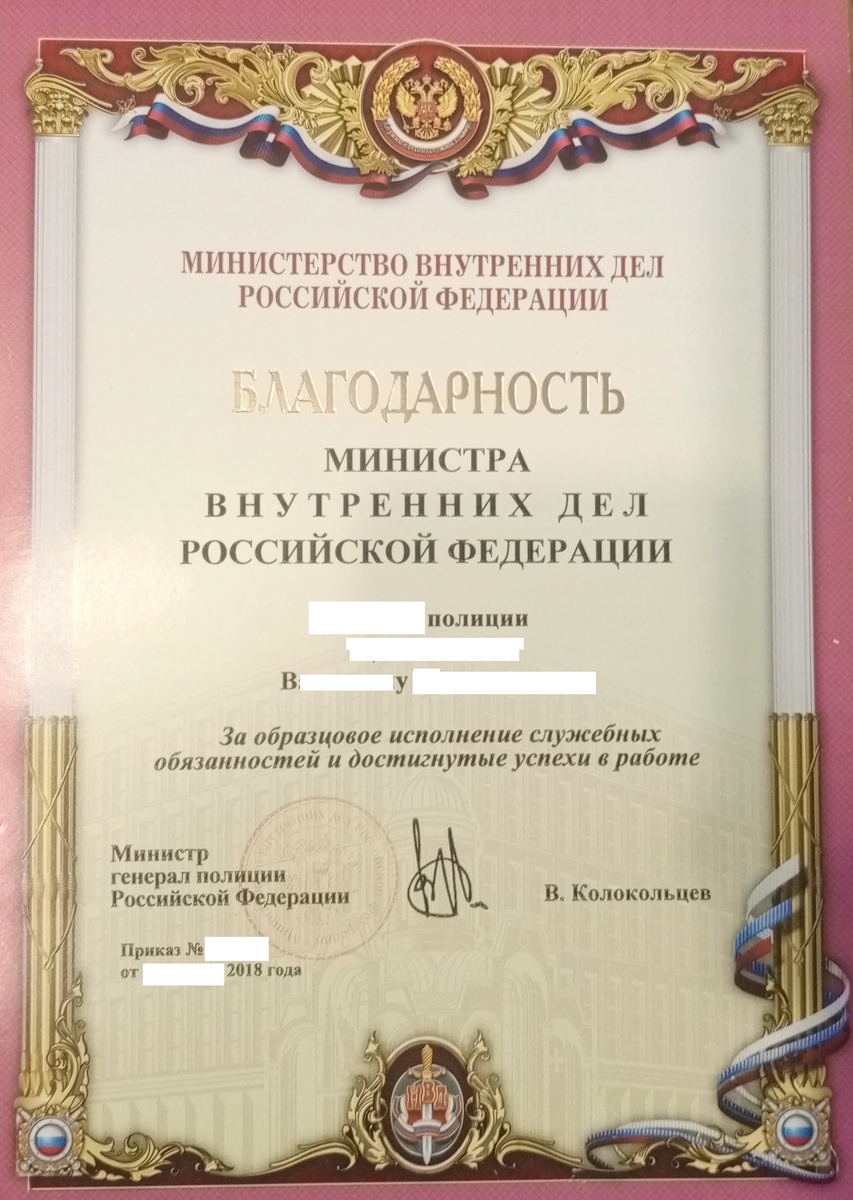 МИНИСТЕРСТВО ВНУТРЕННИХ ДЕЛ
РОССИЙСКОЙ ФЕДЕРАЦИИ
БЛАГОДАРНОСТЬ
МИНИСТРА
ВНУТРЕННИХ ДЕЛ
РОССИЙСКОЙ ФЕДЕРАЦИИ
полиции
За образцовое исполнение служебных
обязанностей и достигнутые успехи в работе
Министр
генерал полиции
Российской Федерации
В. Колокольцев
Приказ №
от 2018 года
НВП